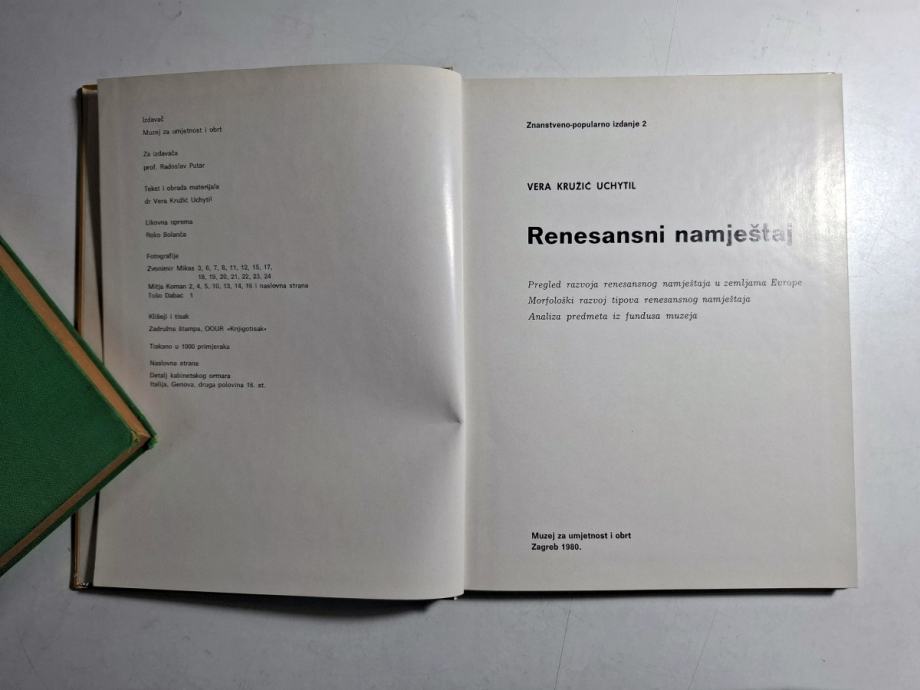 Izdavač
Muzej za umjetnost i obrt
Za izdavača
prof. Radoslav Putar
Tekst i obrada materijala
dr Vera Kružić Uchytil
Likovna oprema
Roko Bolanča
Fotografije
Zvonimir Mikas 3, 6, 7, 8, 11, 12, 15, 17,
18, 19, 20, 21, 22, 23, 24
Mitja Koman 2, 4, 5, 10, 13, 14, 16 i naslovna strana
Tošo Dabac 1
Klišeji i tisak
Zadružna štampa, OOUR «Knjigotisak»
Tiskano u 1000 primjeraka
Naslovna strana
Detalj kabinetskog ormara
Italija, Genova, druga polovina 16. st.
Znanstveno-popularno izdanje 2
VERA KRUŽIĆ UCHYTIL
Renesansni namještaj
Pregled razvoja renesansnog namještaja u zemljama Evrope
Morfološki razvoj tipova renesansnog namještaja
Analiza predmeta iz fundusa muzeja
Muzej za umjetnost i obrt
Zagreb 1980.